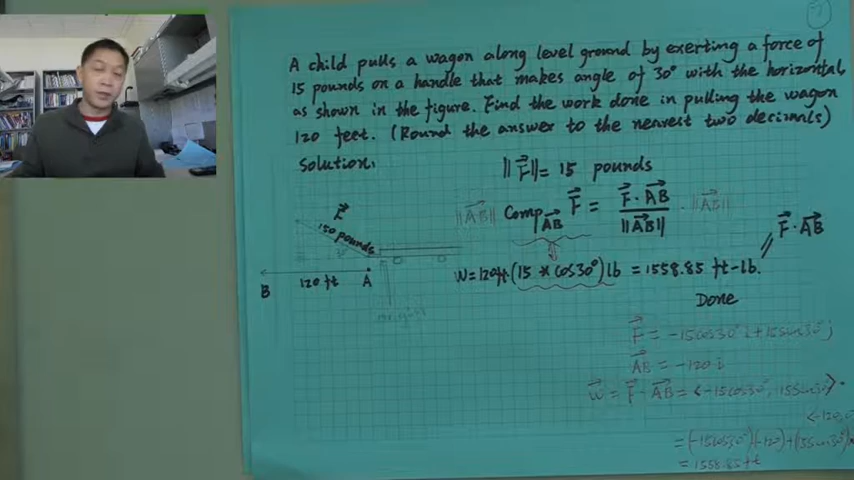 A child pulls a wagon along level ground by exerting a force of
15 pounds on a handle that makes angle of 30° with the horizontal
as shown in the figure. Find the work done in pulling the wagon
120 feet. (Round the answer to the nearest two decimals)
Solution.
||F⃗|| = 15 pounds
||AB⃗|| Comp_AB⃗ F⃗ = F⃗·AB⃗ / ||AB⃗|| · ||AB⃗||
F⃗·AB⃗
F⃗
150 pounds
W=120ft(15 * cos30°)lb = 1558.85 ft-lb.
B 120 ft A
Done
F⃗ = -15cos30° i + 15sin30° j
AB⃗ = -120 i
W⃗ = F⃗·AB⃗ = <-15cos30°, 15sin30°> ·
= (-15cos30°)(-120)+(15sin30°)
= 1558.85 ft